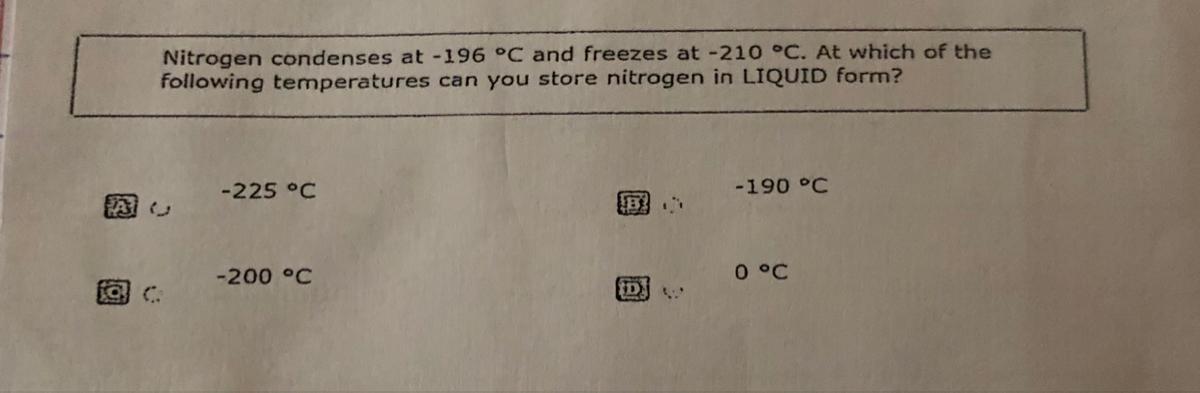 Nitrogen condenses at -196 °C and freezes at -210 °C. At which of the
following temperatures can you store nitrogen in LIQUID form?
A -225 °C
B -190 °C
C -200 °C
D 0 °C